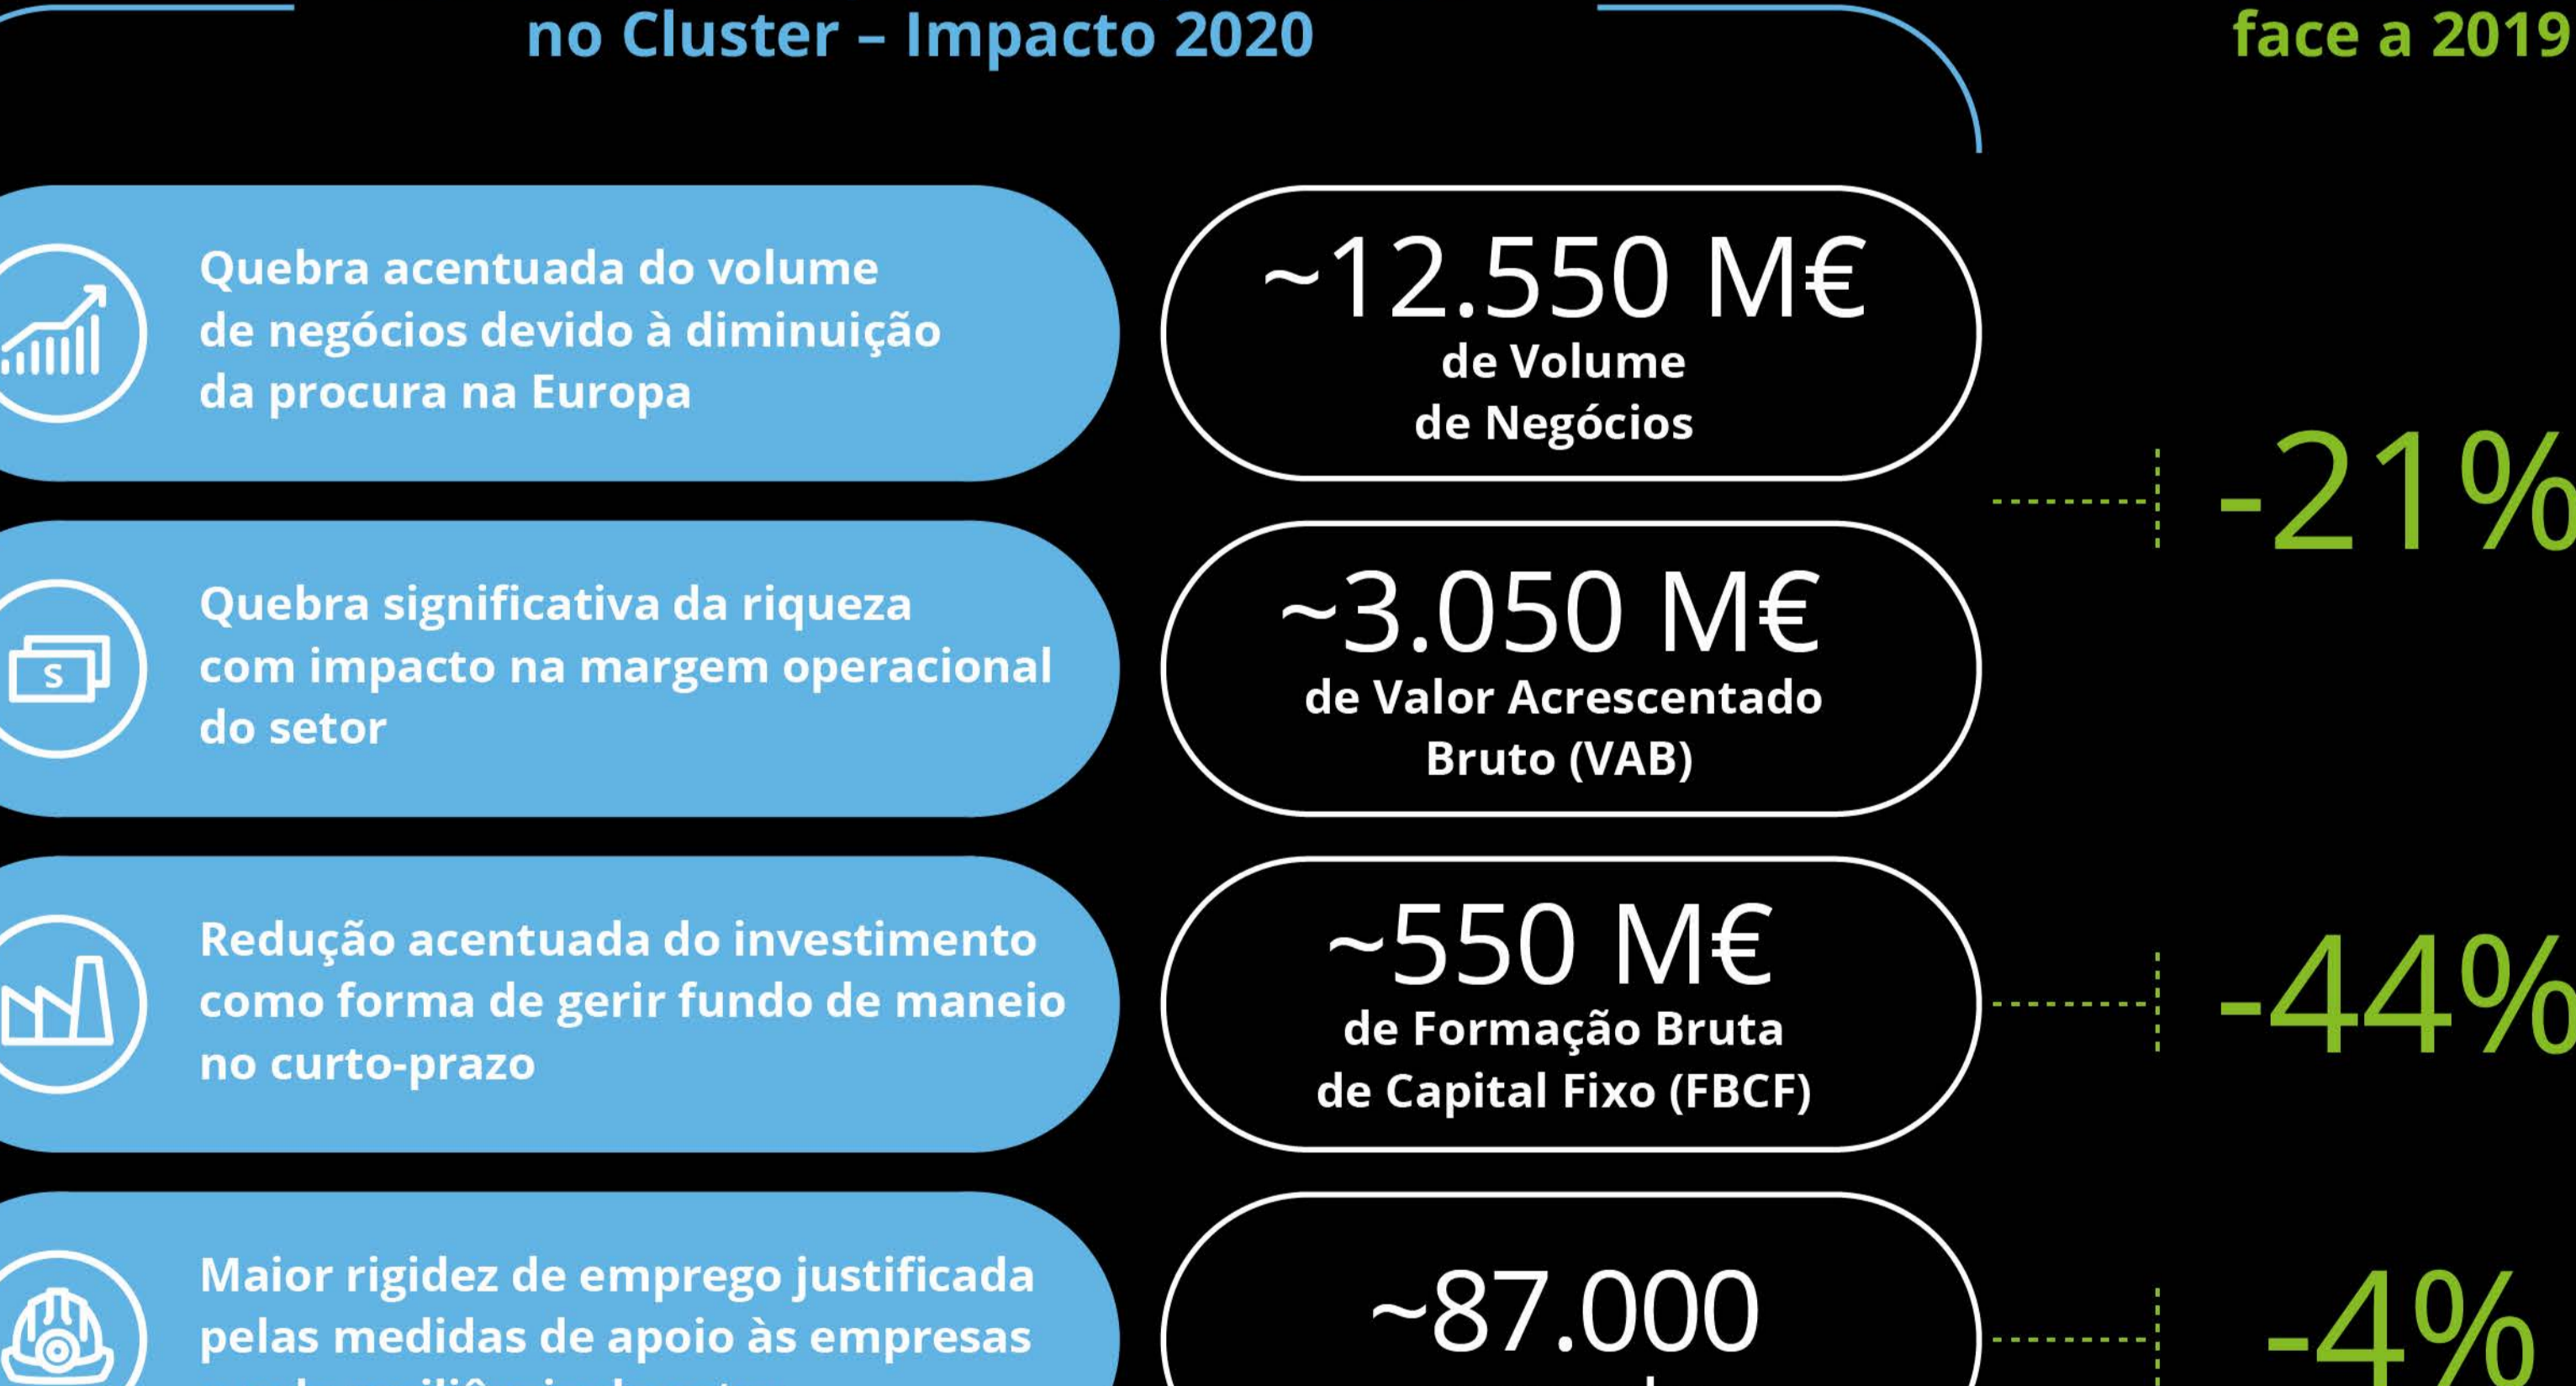 no Cluster – Impacto 2020
face a 2019
Quebra acentuada do volume
de negócios devido à diminuição
da procura na Europa
~12.550 M€
de Volume
de Negócios
-21%
Quebra significativa da riqueza
com impacto na margem operacional
do setor
~3.050 M€
de Valor Acrescentado
Bruto (VAB)
S
Redução acentuada do investimento
como forma de gerir fundo de maneio
no curto-prazo
~550 M€
de Formação Bruta
de Capital Fixo (FBCF)
-44%
Maior rigidez de emprego justificada
pelas medidas de apoio às empresas
~87.000
-4%